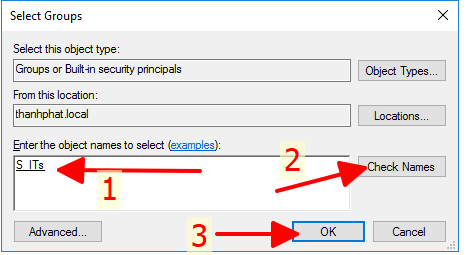 Select Groups
Select this object type:
Groups or Built-in security principals
Object Types...
From this location:
thanhphat.local
Locations...
Enter the object names to select (examples):
S_ITs
1
2
Check Names
Advanced...
3
OK
Cancel